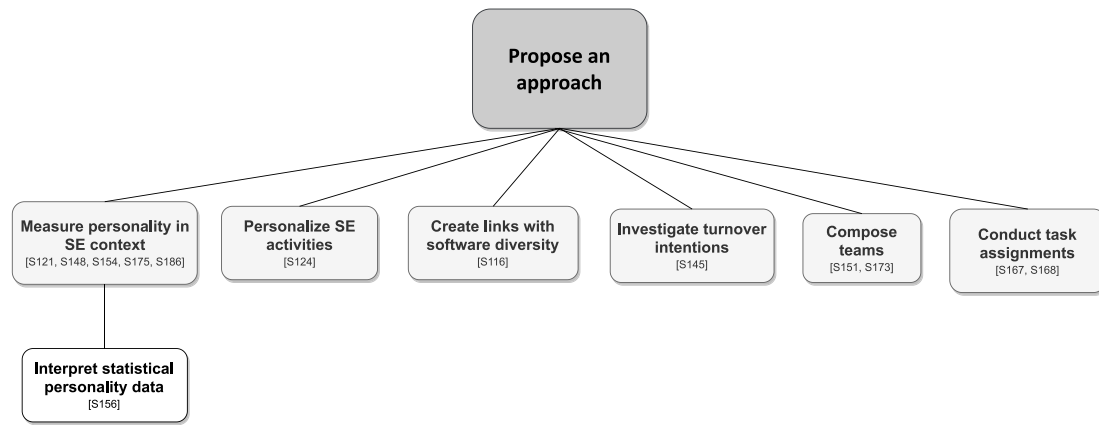 Propose an
approach
Measure personality in
SE context
[S121, S148, S154, S175, S186]
Personalize SE
activities
[S124]
Create links with
software diversity
[S116]
Investigate turnover
intentions
[S145]
Compose
teams
[S151, S173]
Conduct task
assignments
[S167, S168]
Interpret statistical
personality data
[S156]